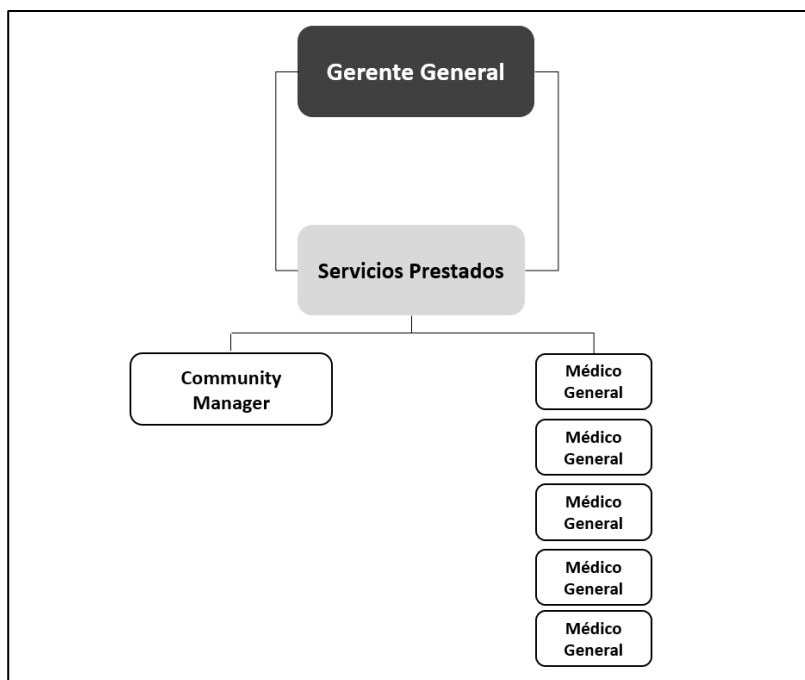 Gerente General
Servicios Prestados
Community
Manager
Médico
General
Médico
General
Médico
General
Médico
General
Médico
General